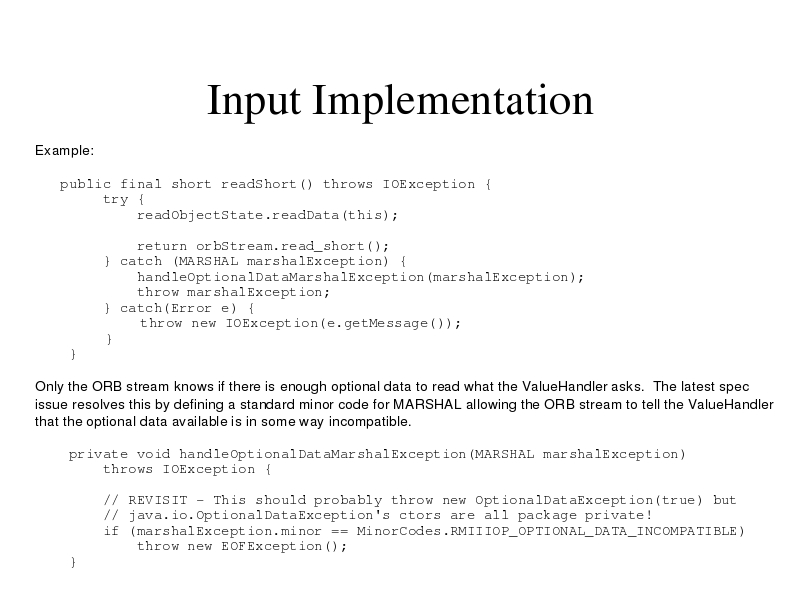 Input Implementation
Example:
public final short readShort() throws IOException {
try {
readObjectState.readData(this);
return orbStream.read_short();
} catch (MARSHAL marshalException) {
handleOptionalDataMarshalException(marshalException);
throw marshalException;
} catch(Error e) {
throw new IOException(e.getMessage());
}
}
Only the ORB stream knows if there is enough optional data to read what the ValueHandler asks.  The latest spec
issue resolves this by defining a standard minor code for MARSHAL allowing the ORB stream to tell the ValueHandler
that the optional data available is in some way incompatible.
private void handleOptionalDataMarshalException(MARSHAL marshalException)
throws IOException {
// REVISIT - This should probably throw new OptionalDataException(true) but
// java.io.OptionalDataException's ctors are all package private!
if (marshalException.minor == MinorCodes.RMIIIOP_OPTIONAL_DATA_INCOMPATIBLE)
throw new EOFException();
}